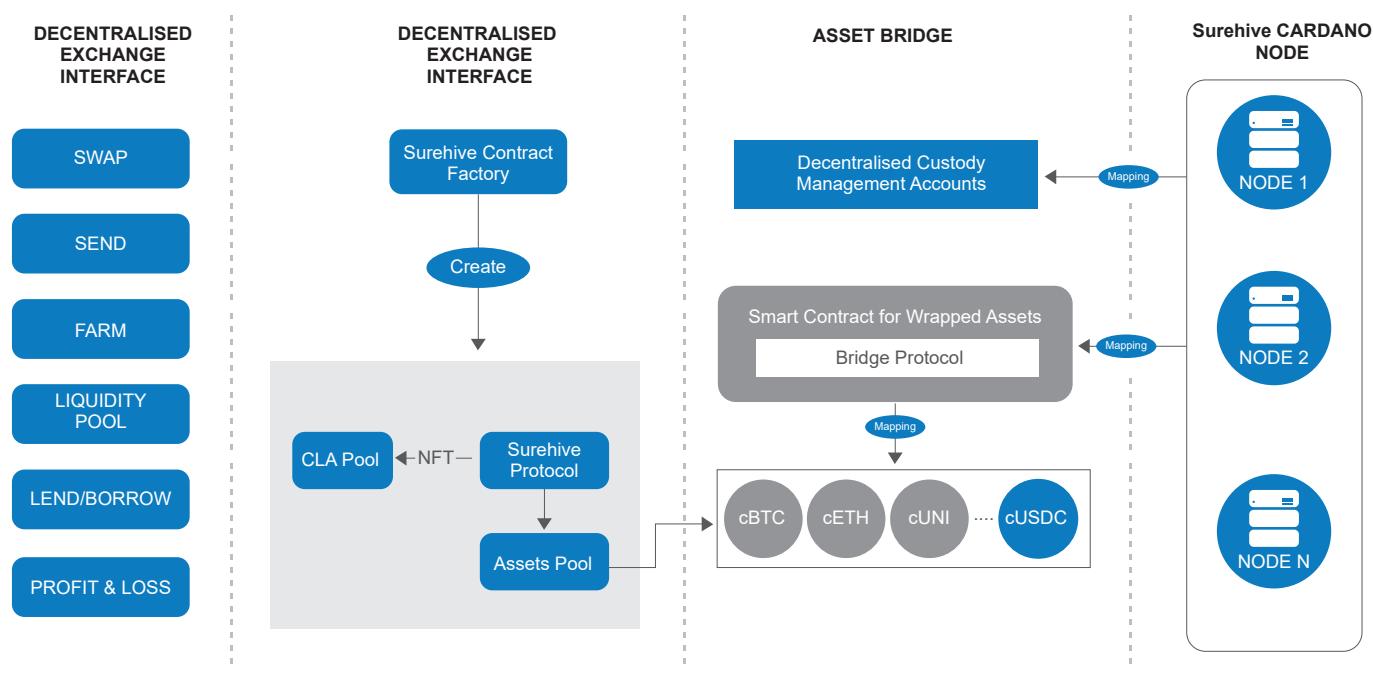 DECENTRALISED
EXCHANGE
INTERFACE
SWAP
SEND
FARM
LIQUIDITY
POOL
LEND/BORROW
PROFIT & LOSS
DECENTRALISED
EXCHANGE
INTERFACE
Surehive Contract
Factory
Create
CLA Pool
NFT
Surehive
Protocol
Assets Pool
ASSET BRIDGE
Decentralised Custody
Management Accounts
Mapping
Smart Contract for Wrapped Assets
Bridge Protocol
Mapping
Mapping
cBTC
cETH
cUNI
....
cUSDC
Surehive CARDANO
NODE
NODE 1
NODE 2
NODE N